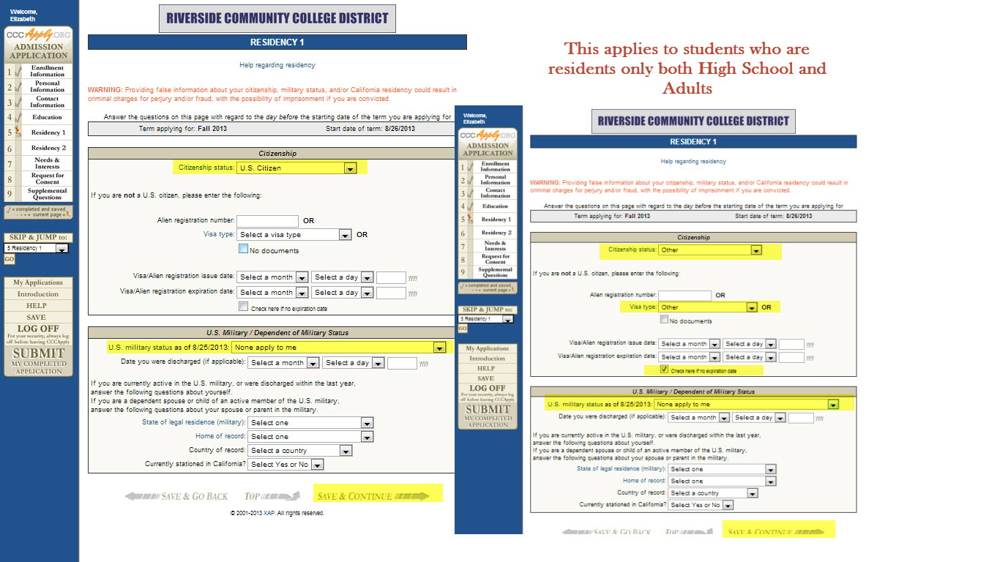 Welcome,
Elizabeth
CCC Apply.ORG
ADMISSION
APPLICATION
1 Enrollment
Information
2 Personal
Information
3 Contact
Information
4 Education
5 Residency 1
6 Residency 2
7 Needs &
Interests
8 Request for
Consent
9 Supplemental
Questions
= completed and saved
current page =
SKIP & JUMP to:
5 Residency 1
GO
My Applications
Introduction
HELP
SAVE
LOG OFF
For your security, always log
off before leaving CCCApply
SUBMIT
MY COMPLETED
APPLICATION
RIVERSIDE COMMUNITY COLLEGE DISTRICT
RESIDENCY 1
Help regarding residency
WARNING: Providing false information about your citizenship, military status, and/or California residency could result in
criminal charges for perjury and/or fraud, with the possibility of imprisonment if you are convicted.
Answer the questions on this page with regard to the day before the starting date of the term you are applying for
Term applying for: Fall 2013 Start date of term: 8/26/2013
Citizenship
Citizenship status: U.S. Citizen
If you are not a U.S. citizen, please enter the following:
Alien registration number: OR
Visa type: Select a visa type OR
No documents
Visa/Alien registration issue date: Select a month Select a day yyyy
Visa/Alien registration expiration date: Select a month Select a day yyyy
Check here if no expiration date
U.S. Military / Dependent of Military Status
U.S. military status as of 8/25/2013: None apply to me
Date you were discharged (if applicable): Select a month Select a day yyyy
If you are currently active in the U.S. military, or were discharged within the last year,
answer the following questions about yourself.
If you are a dependent spouse or child of an active member of the U.S. military,
answer the following questions about your spouse or parent in the military.
State of legal residence (military): Select one
Home of record: Select one
Country of record: Select a country
Currently stationed in California? Select Yes or No
SAVE & GO BACK TOP SAVE & CONTINUE
© 2001-2013 XAP. All rights reserved.
This applies to students who are
residents only both High School and
Adults
Welcome,
Elizabeth
CCC Apply.ORG
ADMISSION
APPLICATION
1 Enrollment
Information
2 Personal
Information
3 Contact
Information
4 Education
5 Residency 1
6 Residency 2
7 Needs &
Interests
8 Request for
Consent
9 Supplemental
Questions
= completed and saved
current page =
SKIP & JUMP to:
5 Residency 1
GO
My Applications
Introduction
HELP
SAVE
LOG OFF
For your security, always log
off before leaving CCCApply
SUBMIT
MY COMPLETED
APPLICATION
RIVERSIDE COMMUNITY COLLEGE DISTRICT
RESIDENCY 1
Help regarding residency
WARNING: Providing false information about your citizenship, military status, and/or California residency could result in
criminal charges for perjury and/or fraud, with the possibility of imprisonment if you are convicted.
Answer the questions on this page with regard to the day before the starting date of the term you are applying for
Term applying for: Fall 2013 Start date of term: 8/26/2013
Citizenship
Citizenship status: Other
If you are not a U.S. citizen, please enter the following:
Alien registration number: OR
Visa type: Other OR
No documents
Visa/Alien registration issue date: Select a month Select a day yyyy
Visa/Alien registration expiration date: Select a month Select a day yyyy
Check here if no expiration date
U.S. Military / Dependent of Military Status
U.S. military status as of 8/25/2013: None apply to me
Date you were discharged (if applicable): Select a month Select a day yyyy
If you are currently active in the U.S. military, or were discharged within the last year,
answer the following questions about yourself.
If you are a dependent spouse or child of an active member of the U.S. military,
answer the following questions about your spouse or parent in the military.
State of legal residence (military): Select one
Home of record: Select one
Country of record: Select a country
Currently stationed in California? Select Yes or No
SAVE & GO BACK TOP SAVE & CONTINUE